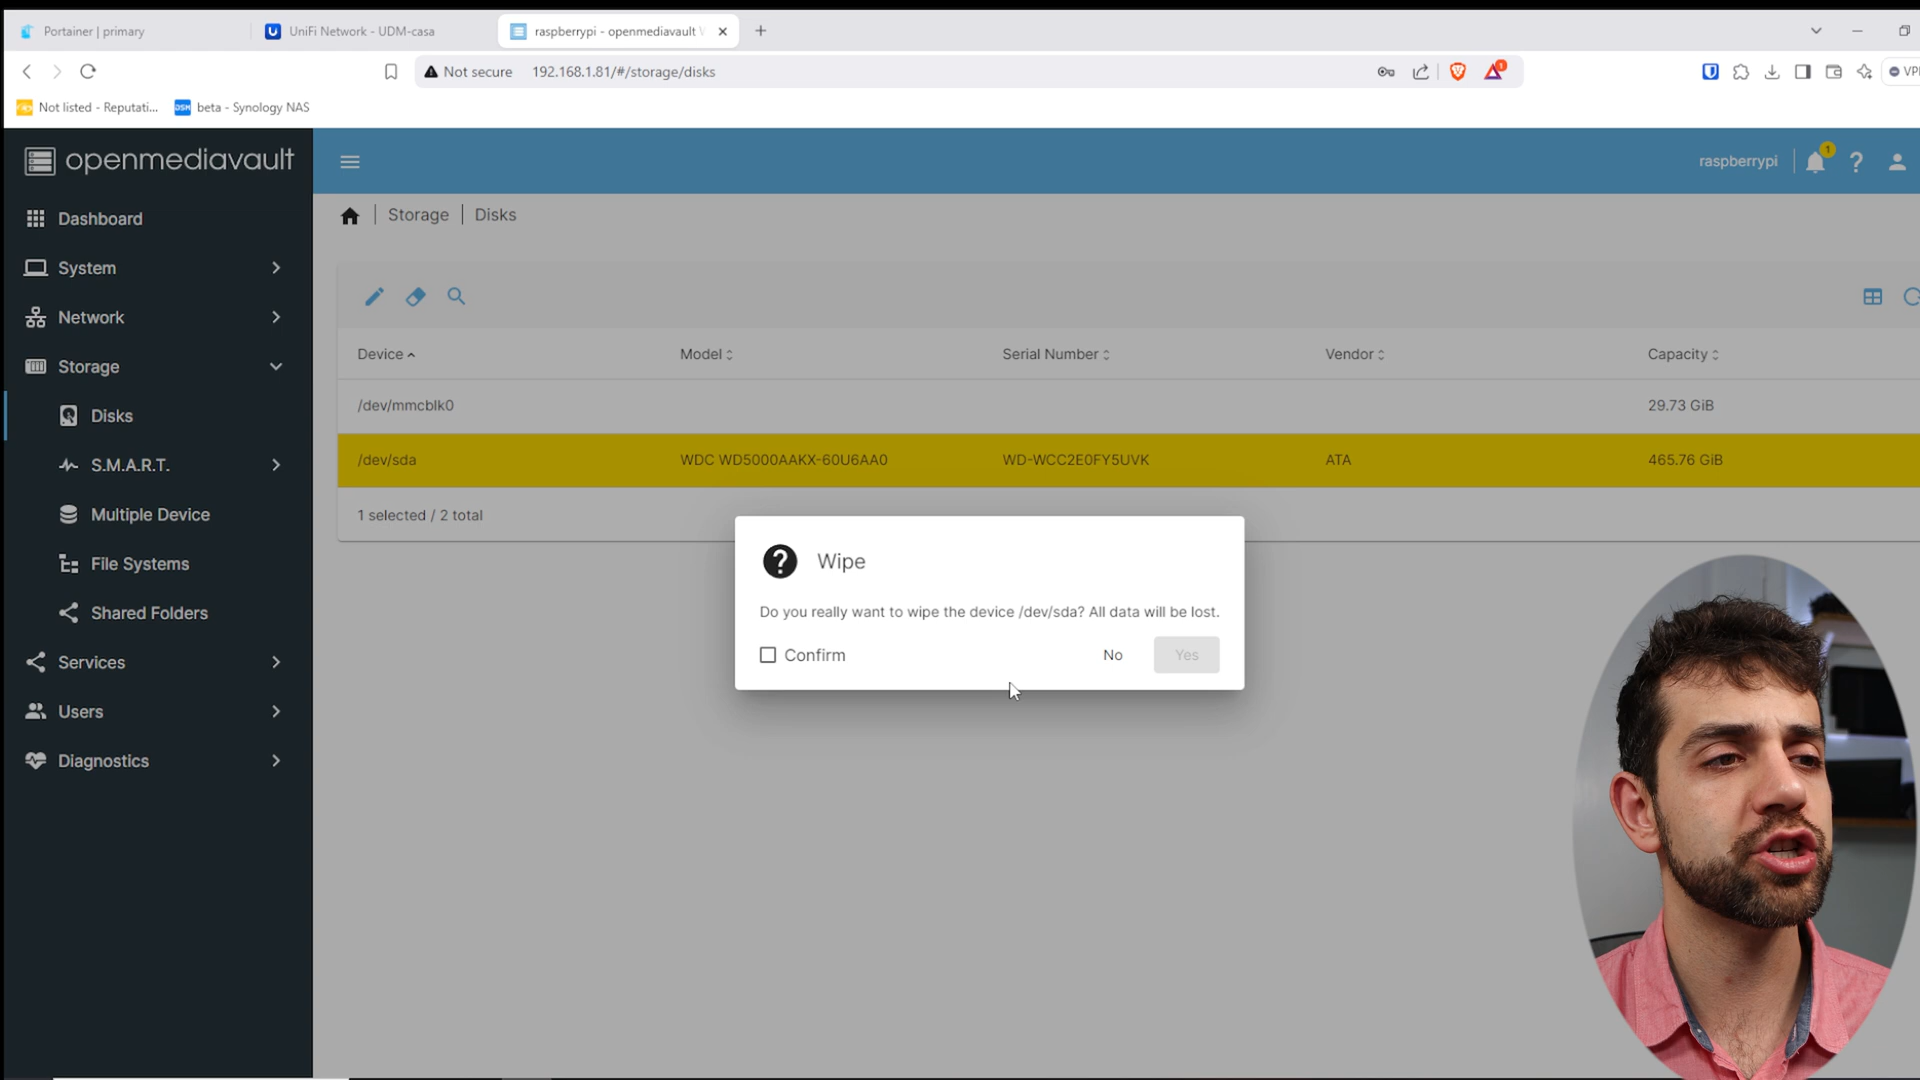 Portainer | primary
UniFi Network - UDM-casa
raspberrypi - openmediavault
Not secure
192.168.1.81/#/storage/disks
1
VP
Not listed - Reputati...
DSM
beta - Synology NAS
openmediavault
raspberrypi
1
Dashboard
System
Network
Storage
Disks
S.M.A.R.T.
Multiple Device
File Systems
Shared Folders
Services
Users
Diagnostics
Storage | Disks
Device
Model
Serial Number
Vendor
Capacity
/dev/mmcblk0
29.73 GiB
/dev/sda
WDC WD5000AAKX-60U6AA0
WD-WCC2E0FY5UVK
ATA
465.76 GiB
1 selected / 2 total
Wipe
Do you really want to wipe the device /dev/sda? All data will be lost.
Confirm
No
Yes